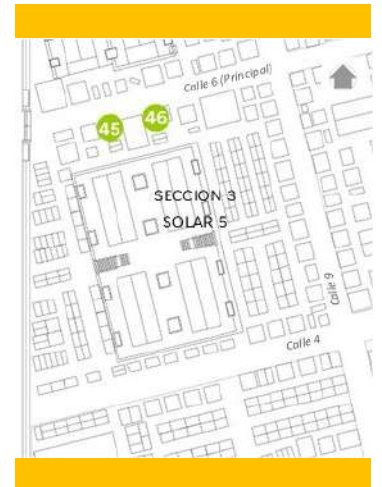 Calle 6 (Principal)
45
46
SECCION 3
SOLAR 5
Calle 9
Calle 4